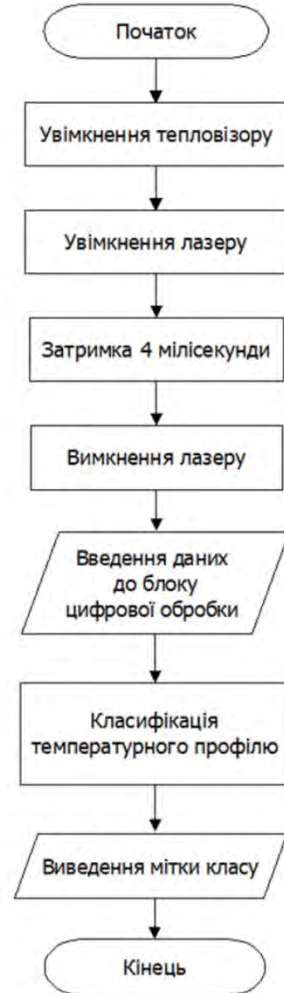 Початок
Увімкнення тепловізору
Увімкнення лазеру
Затримка 4 мілісекунди
Вимкнення лазеру
Введення даних
до блоку
цифрової обробки
Класифікація
температурного профілю
Виведення мітки класу
Кінець